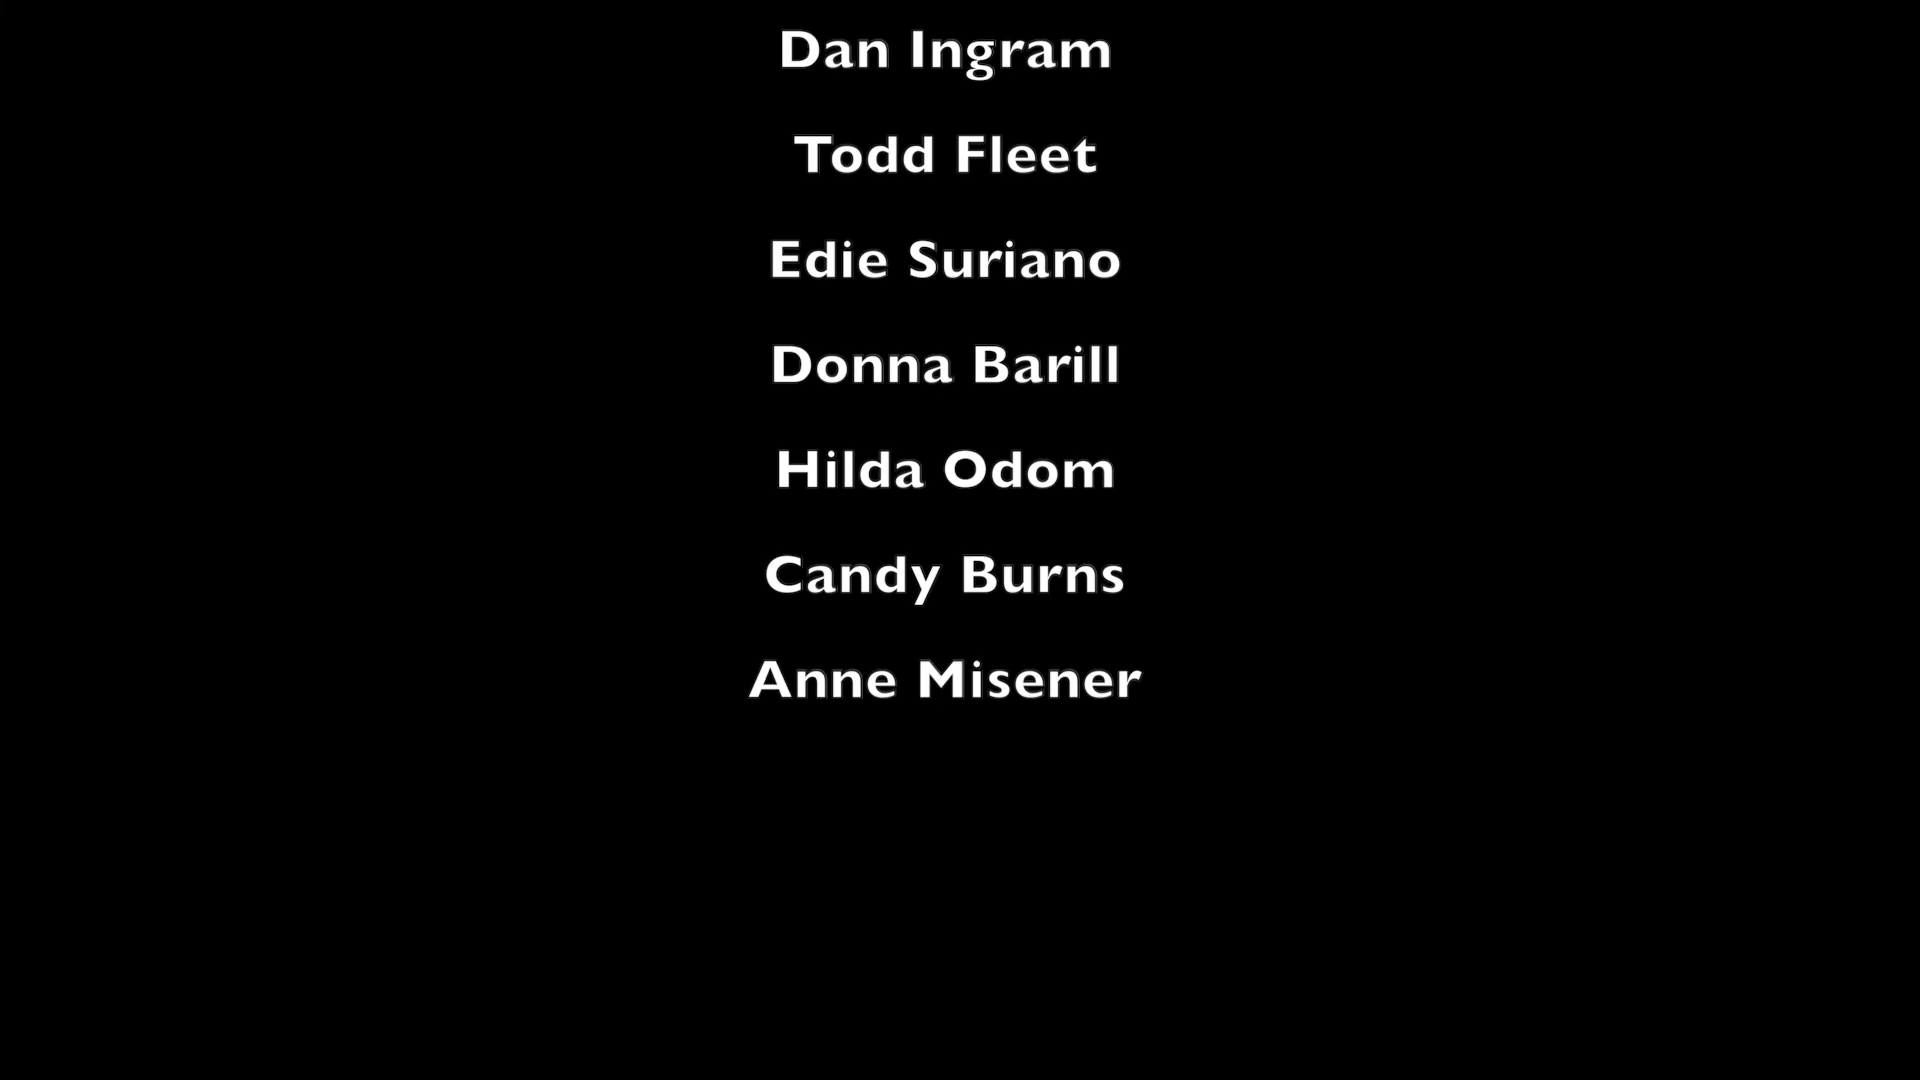 Dan Ingram
Todd Fleet
Edie Suriano
Donna Barill
Hilda Odom
Candy Burns
Anne Misener